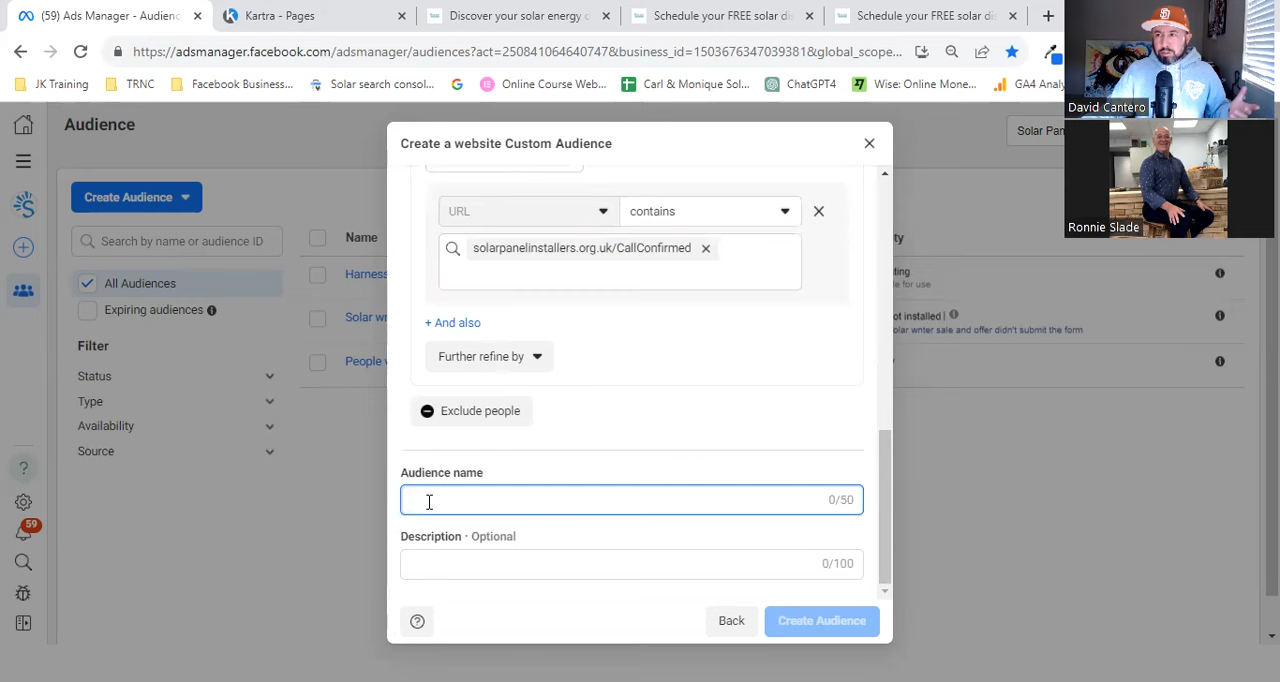 (59) Ads Manager - Audienc
Kartra - Pages
Discover your solar energy
Schedule your FREE solar di
Schedule your FREE solar di
https://adsmanager.facebook.com/adsmanager/audiences?act=2508410646407​47&business_id=1503676347039381&global_scope...
JK Training
TRNC
Facebook Business...
Solar search consol...
Online Course Web...
Carl & Monique Sol...
ChatGPT4
Wise: Online Mone...
GA4 Analy
David Cantero
Ronnie Slade
Audience
Solar Pan
Create Audience
Search by name or audience ID
All Audiences
Expiring audiences
Filter
Status
Type
Availability
Source
Name
Harness
Solar wr
People v
ty
ting
le for use
ot installed |
olar wnter sale and offer didn't submit the form
Create a website Custom Audience
URL
contains
solarpanelinstallers.org.uk/CallConfirmed
+ And also
Further refine by
Exclude people
Audience name
0/50
Description · Optional
0/100
Back
Create Audience
59